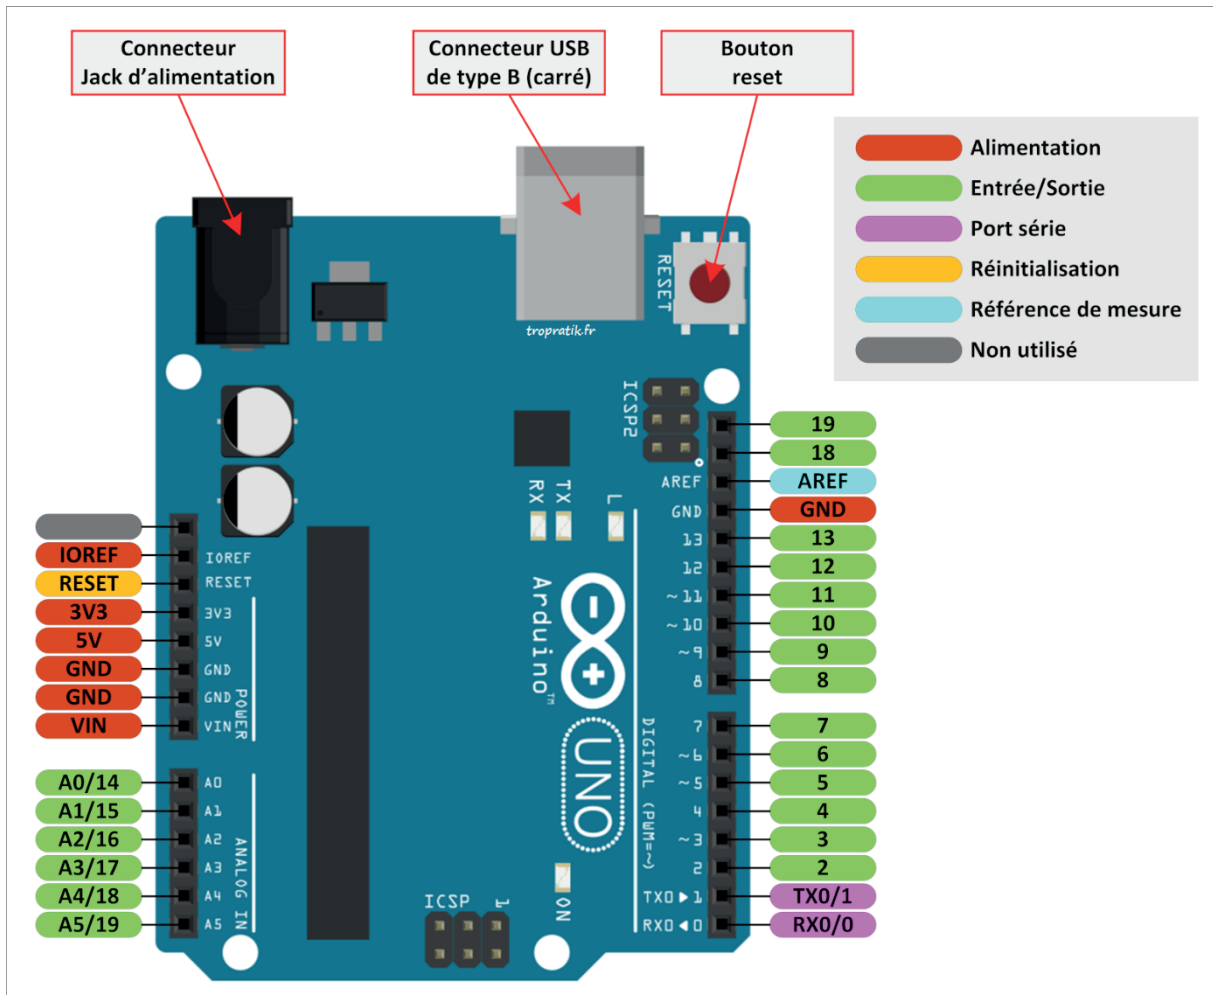 Connecteur
Jack d'alimentation
Connecteur USB
de type B (carré)
Bouton
reset
Alimentation
Entrée/Sortie
Port série
Réinitialisation
Référence de mesure
Non utilisé
RESET
tropratik.fr
ICSP2
19
18
AREF AREF
RX TX L
GND GND
13 13
12 12
~11 11
~10 10
~9 9
8 8
IOREF IOREF
RESET RESET
3V3 3V3
5V 5V
GND GND
GND GND
VIN VIN
POWER
Arduino™
UNO
DIGITAL (PWM=~)
7 7
~6 6
~5 5
4 4
~3 3
2 2
TX0►1 TX0/1
RX0◄0 RX0/0
A0/14 A0
A1/15 A1
A2/16 A2
A3/17 A3
A4/18 A4
A5/19 A5
ANALOG IN
ICSP 1
ON